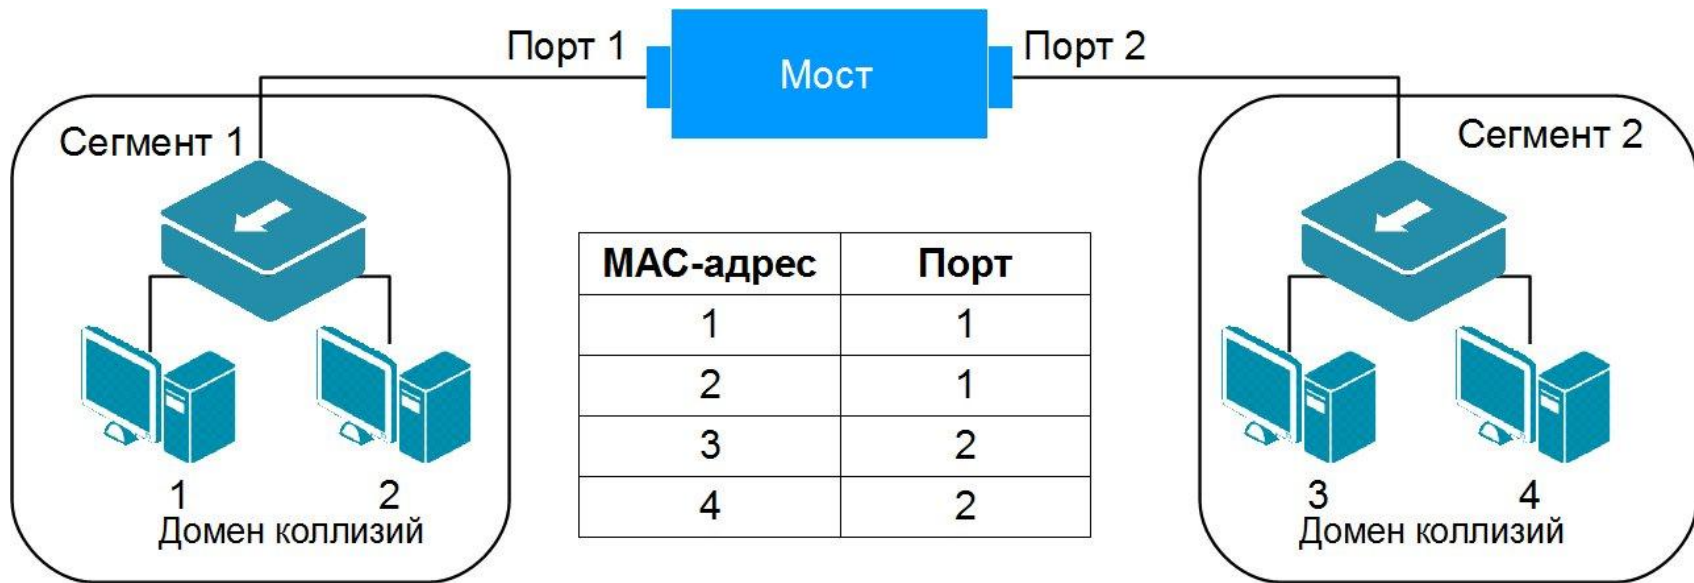 Порт 1
Мост
Порт 2
Сегмент 1
Сегмент 2
MAC-адрес Порт
1 1
2 1
3 2
4 2
1 2
Домен коллизий
3 4
Домен коллизий